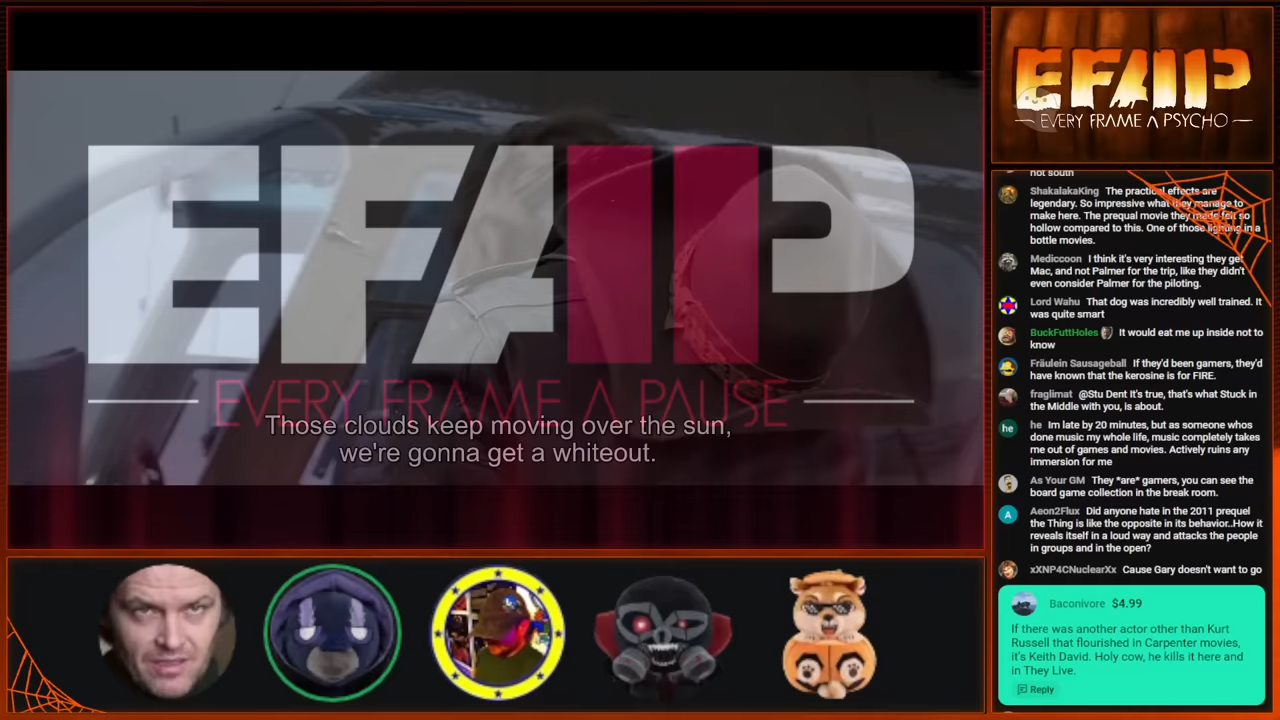 EFAP
EVERY FRAME A PAUSE
Those clouds keep moving over the sun,
we're gonna get a whiteout.
EFAP
EVERY FRAME A PSYCHO
not south
ShakalakaKing The practical effects are
legendary. So impressive what they manage to
make here. The prequal movie they made felt so
hollow compared to this. One of those lighting in a
bottle movies.
Mediccoon I think it's very interesting they get
Mac, and not Palmer for the trip, like they didn't
even consider Palmer for the piloting.
Lord Wahu That dog was incredibly well trained. It
was quite smart
BuckFuttHoles It would eat me up inside not to
know
Fräulein Sausageball If they'd been gamers, they'd
have known that the kerosine is for FIRE.
fraglimat @Stu Dent It's true, that's what Stuck in
the Middle with you, is about.
he he Im late by 20 minutes, but as someone whos
done music my whole life, music completely takes
me out of games and movies. Actively ruins any
immersion for me
As Your GM They *are* gamers, you can see the
board game collection in the break room.
A Aeon2Flux Did anyone hate in the 2011 prequel
the Thing is like the opposite in its behavior..How it
reveals itself in a loud way and attacks the people
in groups and in the open?
xXNP4CNuclearXx Cause Gary doesn't want to go
Baconivore $4.99
If there was another actor other than Kurt
Russell that flourished in Carpenter movies,
it's Keith David. Holy cow, he kills it here and
in They Live.
Reply